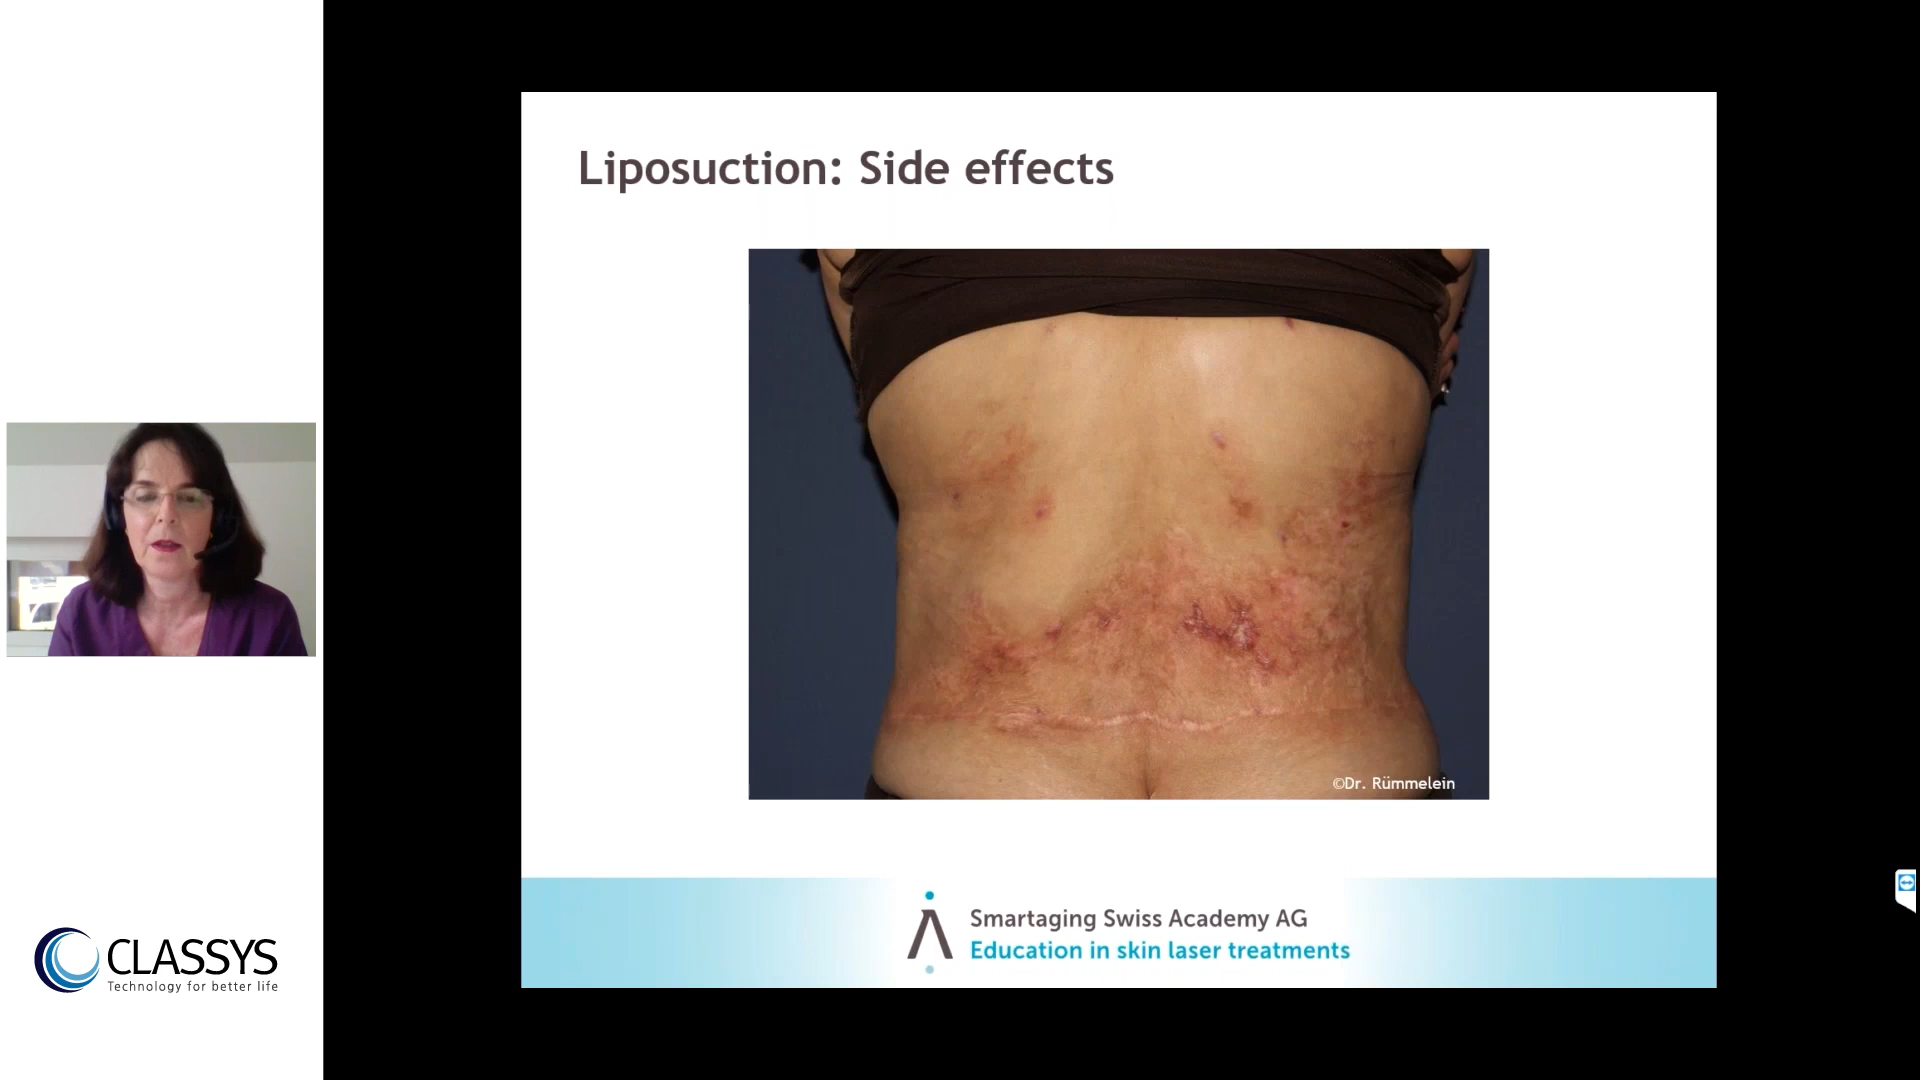 Liposuction: Side effects
©Dr. Rümmelein
Smartaging Swiss Academy AG
Education in skin laser treatments
CLASSYS
Technology for better life